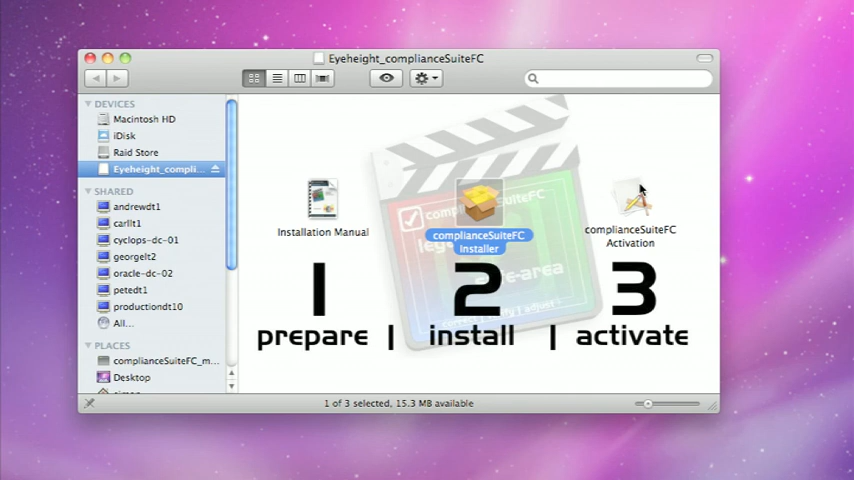 Eyeheight_complianceSuiteFC
DEVICES
Macintosh HD
iDisk
Raid Store
Eyeheight_compli...
SHARED
andrewdt1
carllt1
cyclops-dc-01
georgelt2
oracle-dc-02
petedt1
productiondt10
All...
PLACES
complianceSuiteFC_m...
Desktop
Installation Manual
complianceSuiteFC
Installer
complianceSuiteFC
Activation
1 2 3
prepare | install | activate
1 of 3 selected, 15.3 MB available